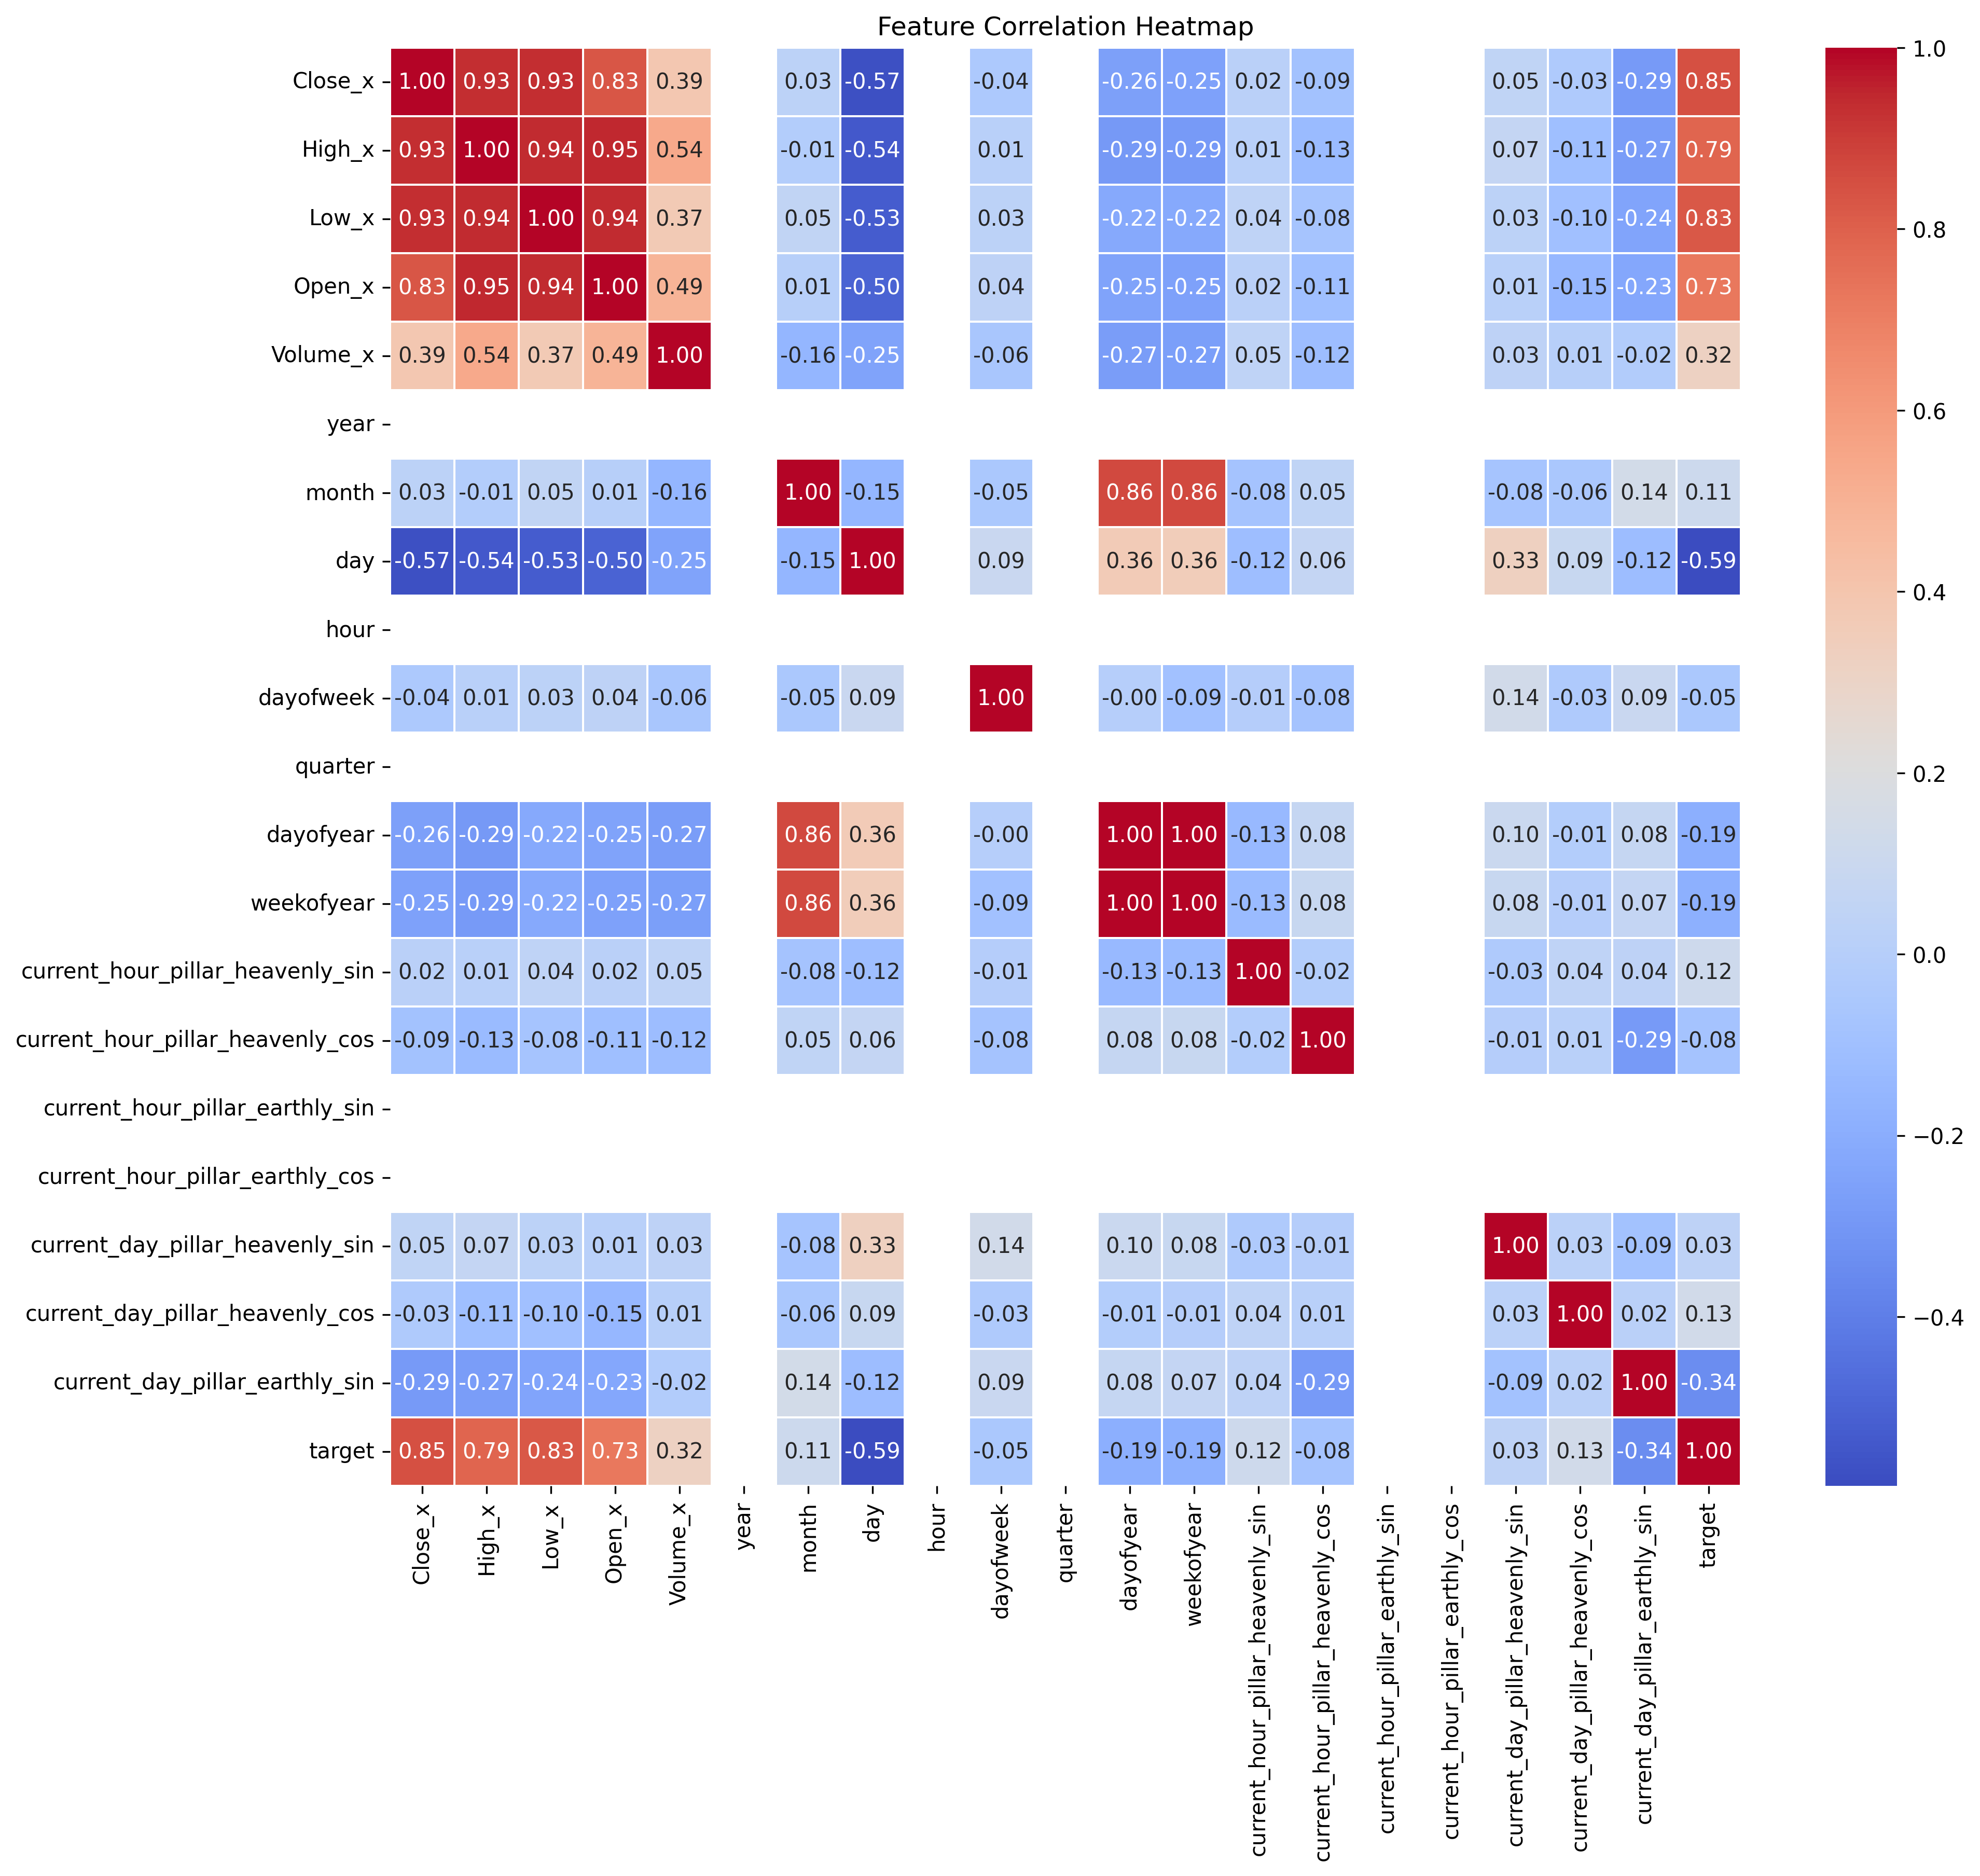 Feature Correlation Heatmap
Close_x 1.00 0.93 0.93 0.83 0.39 0.03 -0.57 -0.04 -0.26 -0.25 0.02 -0.09 0.05 -0.03 -0.29 0.85
High_x 0.93 1.00 0.94 0.95 0.54 -0.01 -0.54 0.01 -0.29 -0.29 0.01 -0.13 0.07 -0.11 -0.27 0.79
Low_x 0.93 0.94 1.00 0.94 0.37 0.05 -0.53 0.03 -0.22 -0.22 0.04 -0.08 0.03 -0.10 -0.24 0.83
Open_x 0.83 0.95 0.94 1.00 0.49 0.01 -0.50 0.04 -0.25 -0.25 0.02 -0.11 0.01 -0.15 -0.23 0.73
Volume_x 0.39 0.54 0.37 0.49 1.00 -0.16 -0.25 -0.06 -0.27 -0.27 0.05 -0.12 0.03 0.01 -0.02 0.32
year
month 0.03 -0.01 0.05 0.01 -0.16 1.00 -0.15 -0.05 0.86 0.86 -0.08 0.05 -0.08 -0.06 0.14 0.11
day -0.57 -0.54 -0.53 -0.50 -0.25 -0.15 1.00 0.09 0.36 0.36 -0.12 0.06 0.33 0.09 -0.12 -0.59
hour
dayofweek -0.04 0.01 0.03 0.04 -0.06 -0.05 0.09 1.00 -0.00 -0.09 -0.01 -0.08 0.14 -0.03 0.09 -0.05
quarter
dayofyear -0.26 -0.29 -0.22 -0.25 -0.27 0.86 0.36 -0.00 1.00 1.00 -0.13 0.08 0.10 -0.01 0.08 -0.19
weekofyear -0.25 -0.29 -0.22 -0.25 -0.27 0.86 0.36 -0.09 1.00 1.00 -0.13 0.08 0.08 -0.01 0.07 -0.19
current_hour_pillar_heavenly_sin 0.02 0.01 0.04 0.02 0.05 -0.08 -0.12 -0.01 -0.13 -0.13 1.00 -0.02 -0.03 0.04 0.04 0.12
current_hour_pillar_heavenly_cos -0.09 -0.13 -0.08 -0.11 -0.12 0.05 0.06 -0.08 0.08 0.08 -0.02 1.00 -0.01 0.01 -0.29 -0.08
current_hour_pillar_earthly_sin
current_hour_pillar_earthly_cos
current_day_pillar_heavenly_sin 0.05 0.07 0.03 0.01 0.03 -0.08 0.33 0.14 0.10 0.08 -0.03 -0.01 1.00 0.03 -0.09 0.03
current_day_pillar_heavenly_cos -0.03 -0.11 -0.10 -0.15 0.01 -0.06 0.09 -0.03 -0.01 -0.01 0.04 0.01 0.03 1.00 0.02 0.13
current_day_pillar_earthly_sin -0.29 -0.27 -0.24 -0.23 -0.02 0.14 -0.12 0.09 0.08 0.07 0.04 -0.29 -0.09 0.02 1.00 -0.34
target 0.85 0.79 0.83 0.73 0.32 0.11 -0.59 -0.05 -0.19 -0.19 0.12 -0.08 0.03 0.13 -0.34 1.00
Close_x
High_x
Low_x
Open_x
Volume_x
year
month
day
hour
dayofweek
quarter
dayofyear
weekofyear
current_hour_pillar_heavenly_sin
current_hour_pillar_heavenly_cos
current_hour_pillar_earthly_sin
current_hour_pillar_earthly_cos
current_day_pillar_heavenly_sin
current_day_pillar_heavenly_cos
current_day_pillar_earthly_sin
target
1.0
0.8
0.6
0.4
0.2
0.0
−0.2
−0.4